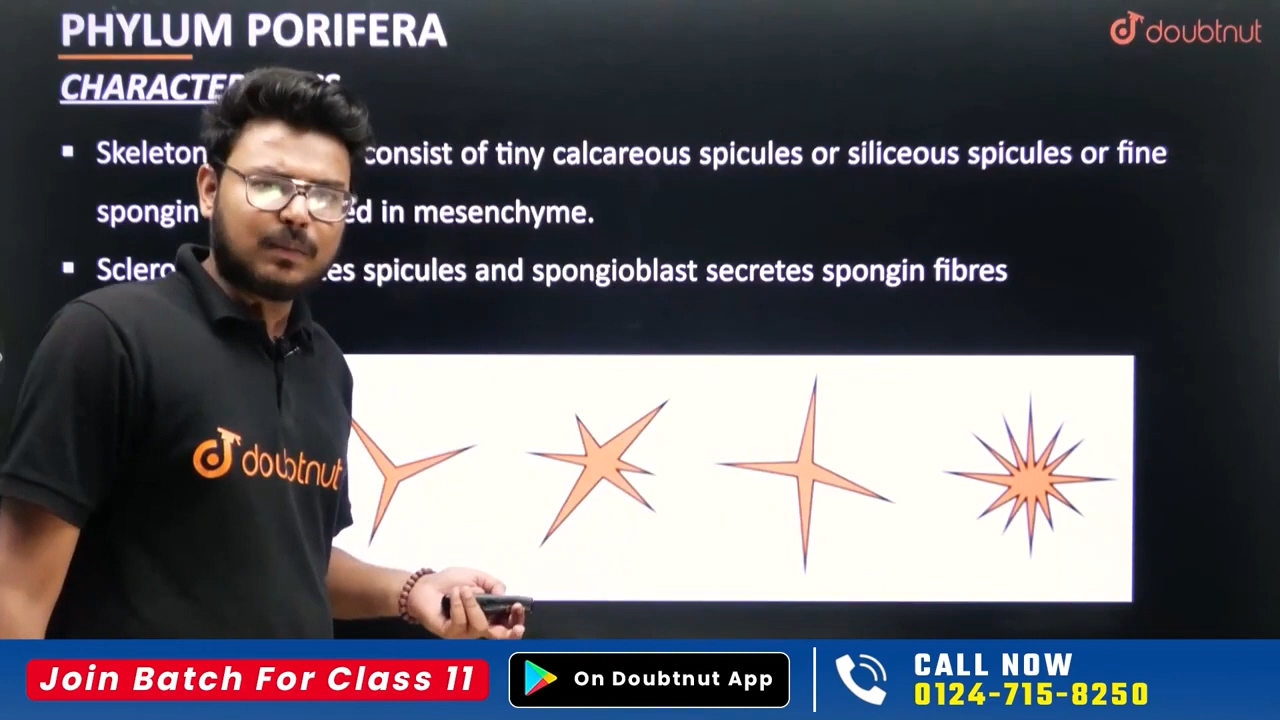 PHYLUM PORIFERA
doubtnut
CHARACTE
Skeleton consist of tiny calcareous spicules or siliceous spicules or fine
spongin ed in mesenchyme.
Sclero es spicules and spongioblast secretes spongin fibres
doubtnut
Join Batch For Class 11
On Doubtnut App
CALL NOW
0124-715-8250